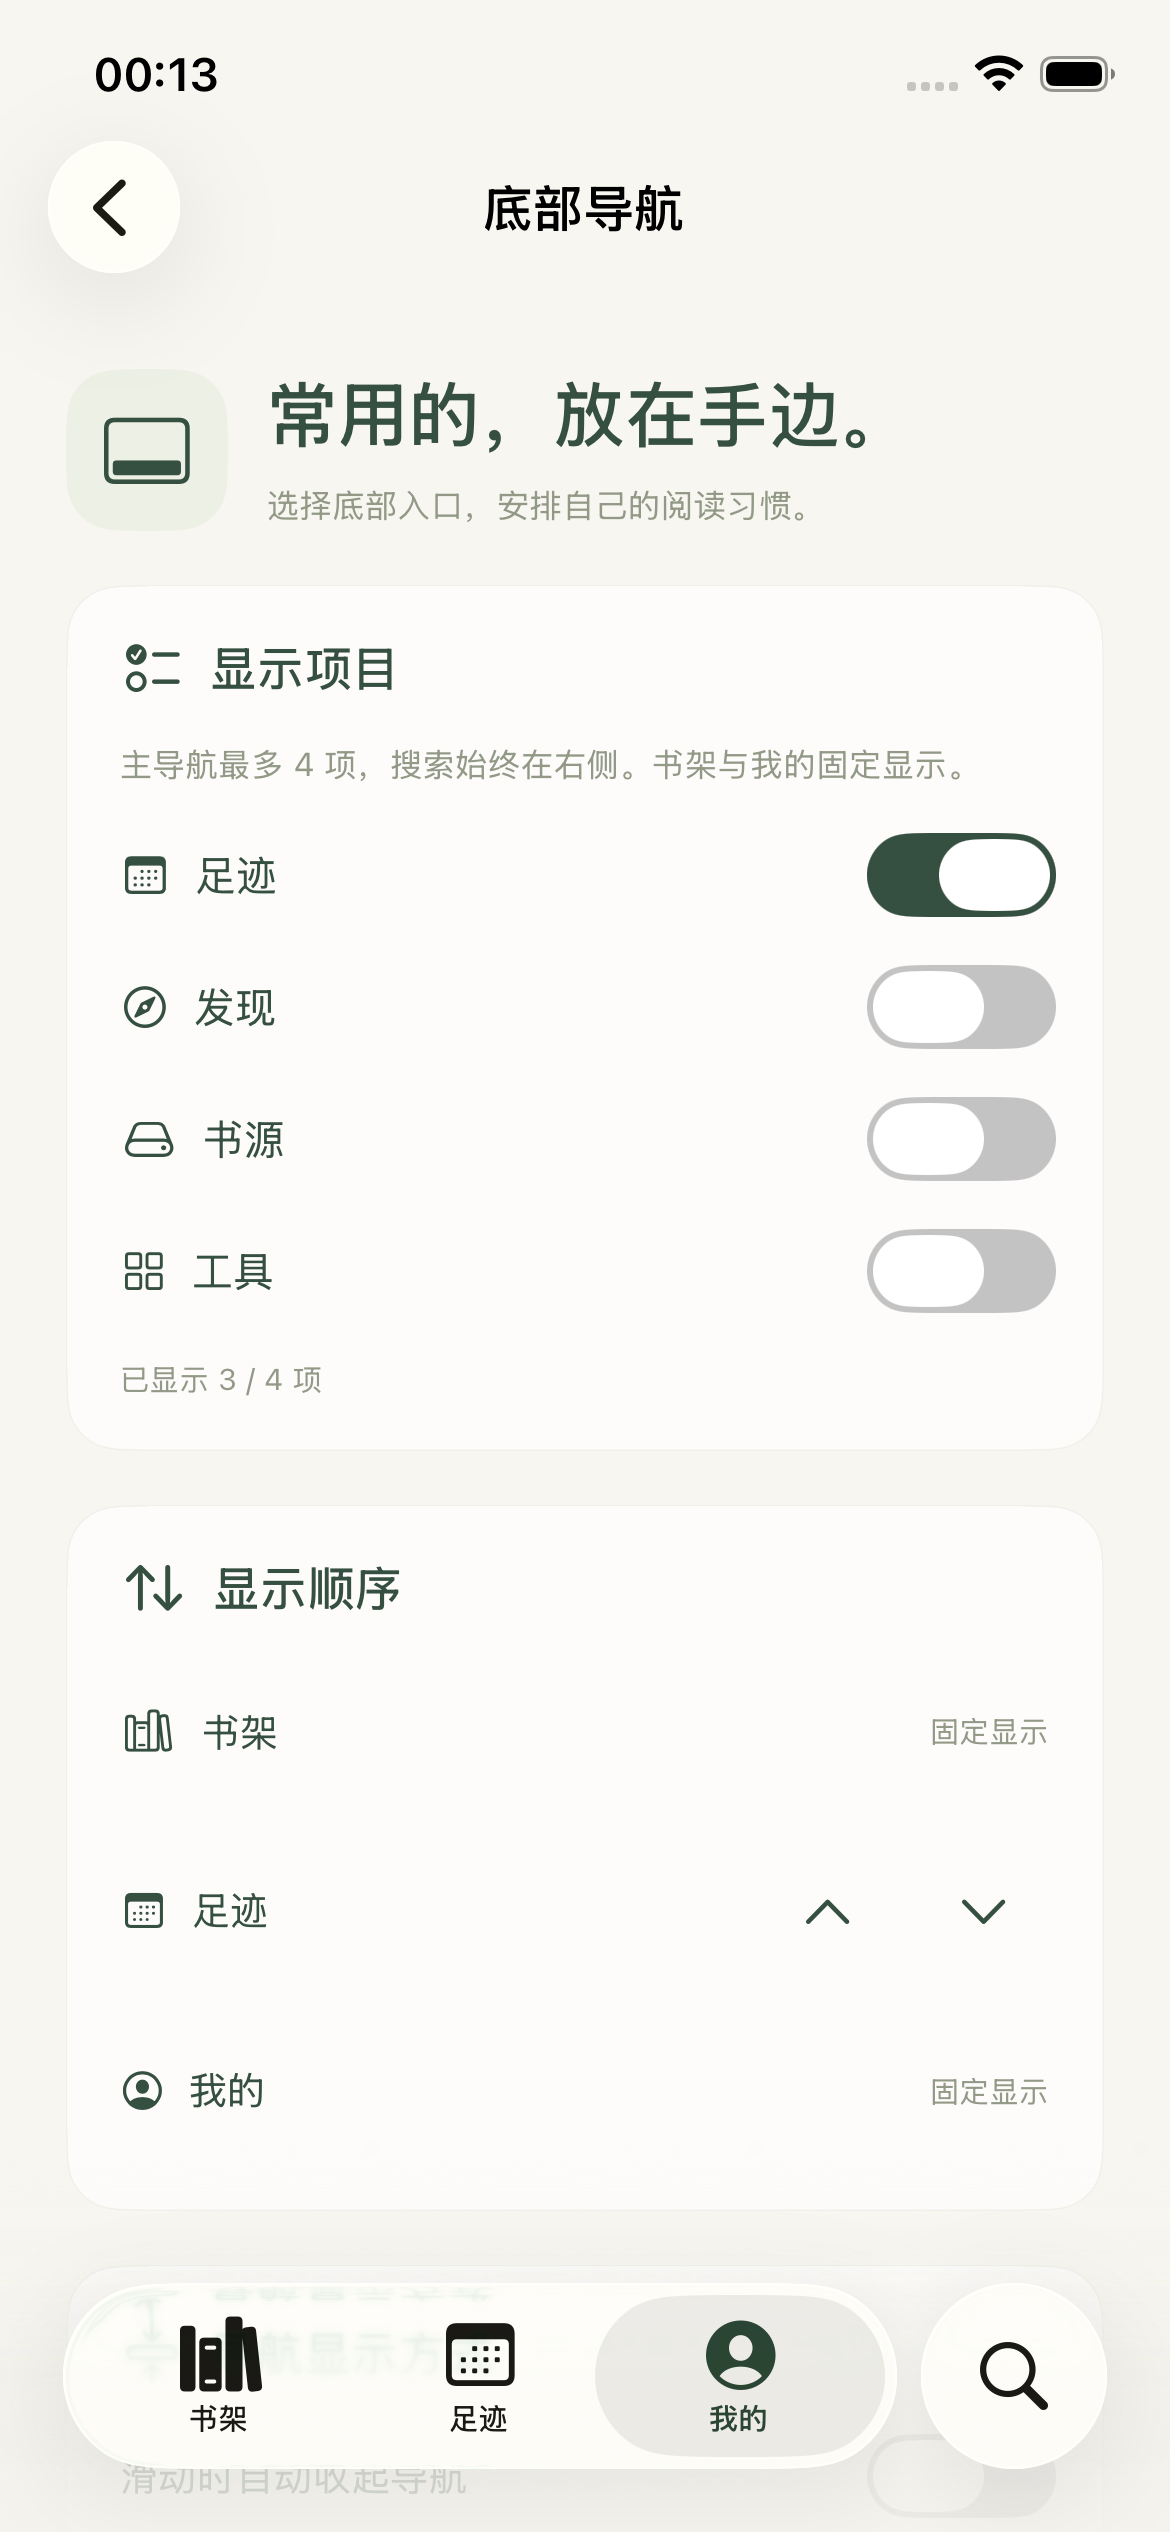 00:13
底部导航
常用的，放在手边。
选择底部入口，安排自己的阅读习惯。
显示项目
主导航最多 4 项，搜索始终在右侧。书架与我的固定显示。
足迹
发现
书源
工具
已显示 3 / 4 项
显示顺序
书架
固定显示
足迹
我的
固定显示
航显示方
书架
足迹
我的
滑动时自动收起导航